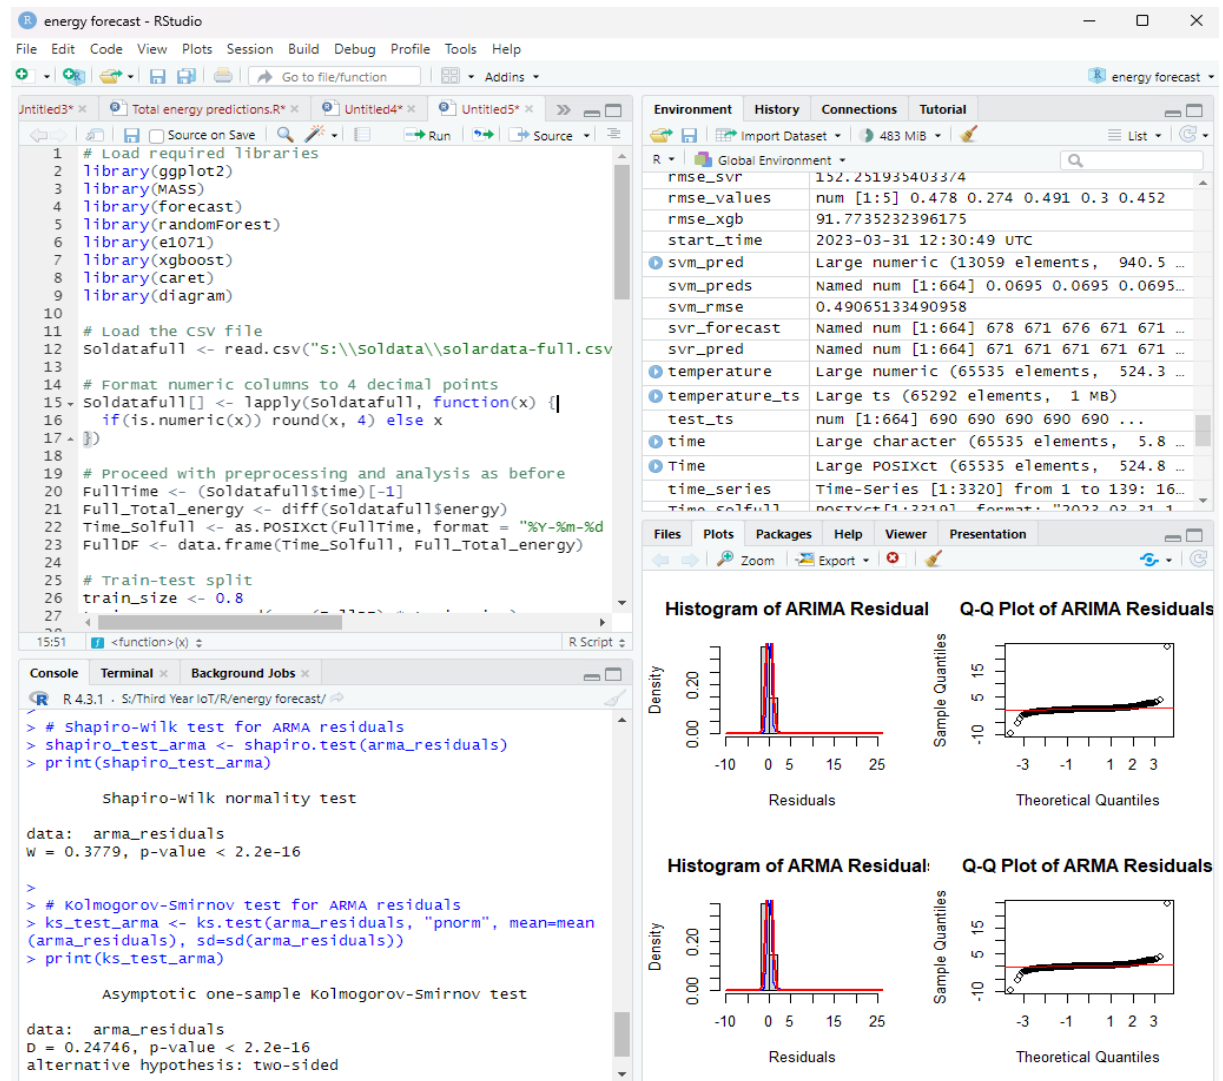 energy forecast - RStudio
File Edit Code View Plots Session Build Debug Profile Tools Help
Go to file/function Addins energy forecast
Untitled3* Total energy predictions.R* Untitled4* Untitled5*
Source on Save Run Source
1 # Load required libraries
2 library(ggplot2)
3 library(MASS)
4 library(forecast)
5 library(randomForest)
6 library(e1071)
7 library(xgboost)
8 library(caret)
9 library(diagram)
10
11 # Load the CSV file
12 Soldatafull <- read.csv("S:\\Soldata\\solardata-full.csv
13
14 # Format numeric columns to 4 decimal points
15 Soldatafull[] <- lapply(Soldatafull, function(x) {
16 if(is.numeric(x)) round(x, 4) else x
17 })
18
19 # Proceed with preprocessing and analysis as before
20 FullTime <- (Soldatafull$time)[-1]
21 Full_Total_energy <- diff(Soldatafull$energy)
22 Time_Solfull <- as.POSIXct(FullTime, format = "%Y-%m-%d
23 FullDF <- data.frame(Time_Solfull, Full_Total_energy)
24
25 # Train-test split
26 train_size <- 0.8
27
15:51 <function>(x) R Script
Console Terminal Background Jobs
R 4.3.1 · S:/Third Year IoT/R/energy forecast/
>
> # Shapiro-Wilk test for ARMA residuals
> shapiro_test_arma <- shapiro.test(arma_residuals)
> print(shapiro_test_arma)
Shapiro-Wilk normality test
data: arma_residuals
W = 0.3779, p-value < 2.2e-16
>
> # Kolmogorov-Smirnov test for ARMA residuals
> ks_test_arma <- ks.test(arma_residuals, "pnorm", mean=mean
(arma_residuals), sd=sd(arma_residuals))
> print(ks_test_arma)
Asymptotic one-sample Kolmogorov-Smirnov test
data: arma_residuals
D = 0.24746, p-value < 2.2e-16
alternative hypothesis: two-sided
Environment History Connections Tutorial
Import Dataset 483 MiB List
R Global Environment
rmse_svr 152.251935403374
rmse_values num [1:5] 0.478 0.274 0.491 0.3 0.452
rmse_xgb 91.7735232396175
start_time 2023-03-31 12:30:49 UTC
svm_pred Large numeric (13059 elements, 940.5 …
svm_preds Named num [1:664] 0.0695 0.0695 0.0695…
svm_rmse 0.49065133490958
svr_forecast Named num [1:664] 678 671 676 671 671 …
svr_pred Named num [1:664] 671 671 671 671 671 …
temperature Large numeric (65535 elements, 524.3 …
temperature_ts Large ts (65292 elements, 1 MB)
test_ts num [1:664] 690 690 690 690 690 ...
time Large character (65535 elements, 5.8 …
Time Large POSIXct (65535 elements, 524.8 …
time_series Time-Series [1:3320] from 1 to 139: 16…
Time_Solfull POSIXct[1:3319], format: "2023-03-31 1
Files Plots Packages Help Viewer Presentation
Zoom Export
Histogram of ARIMA Residual
Density
0.00 0.20
-10 0 5 15 25
Residuals
Q-Q Plot of ARIMA Residuals
Sample Quantiles
-10 5 15
-3 -1 1 2 3
Theoretical Quantiles
Histogram of ARMA Residuals
Density
0.00 0.20
-10 0 5 15 25
Residuals
Q-Q Plot of ARMA Residuals
Sample Quantiles
-10 5 15
-3 -1 1 2 3
Theoretical Quantiles